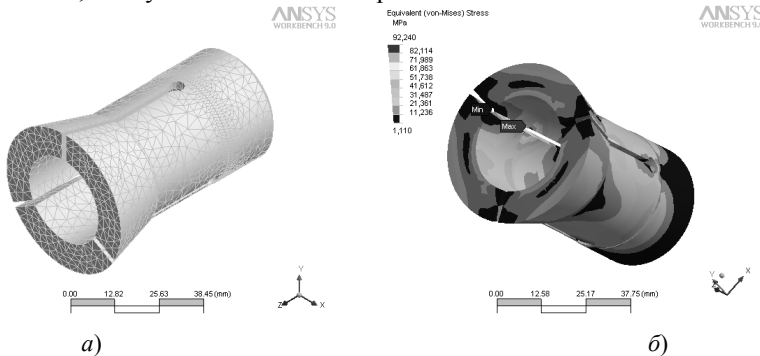 ANSYS
WORKBENCH 9.0
0.00 12.82 25.63 38.45 (mm)
Y
Z X
а)
Equivalent (von-Mises) Stress
MPa
92,240
82,114
71,989
61,863
51,738
41,612
31,487
21,361
11,236
1,110
ANSYS
WORKBENCH 9.0
Min
Max
0.00 12.58 25.17 37.75 (mm)
Y X
б)